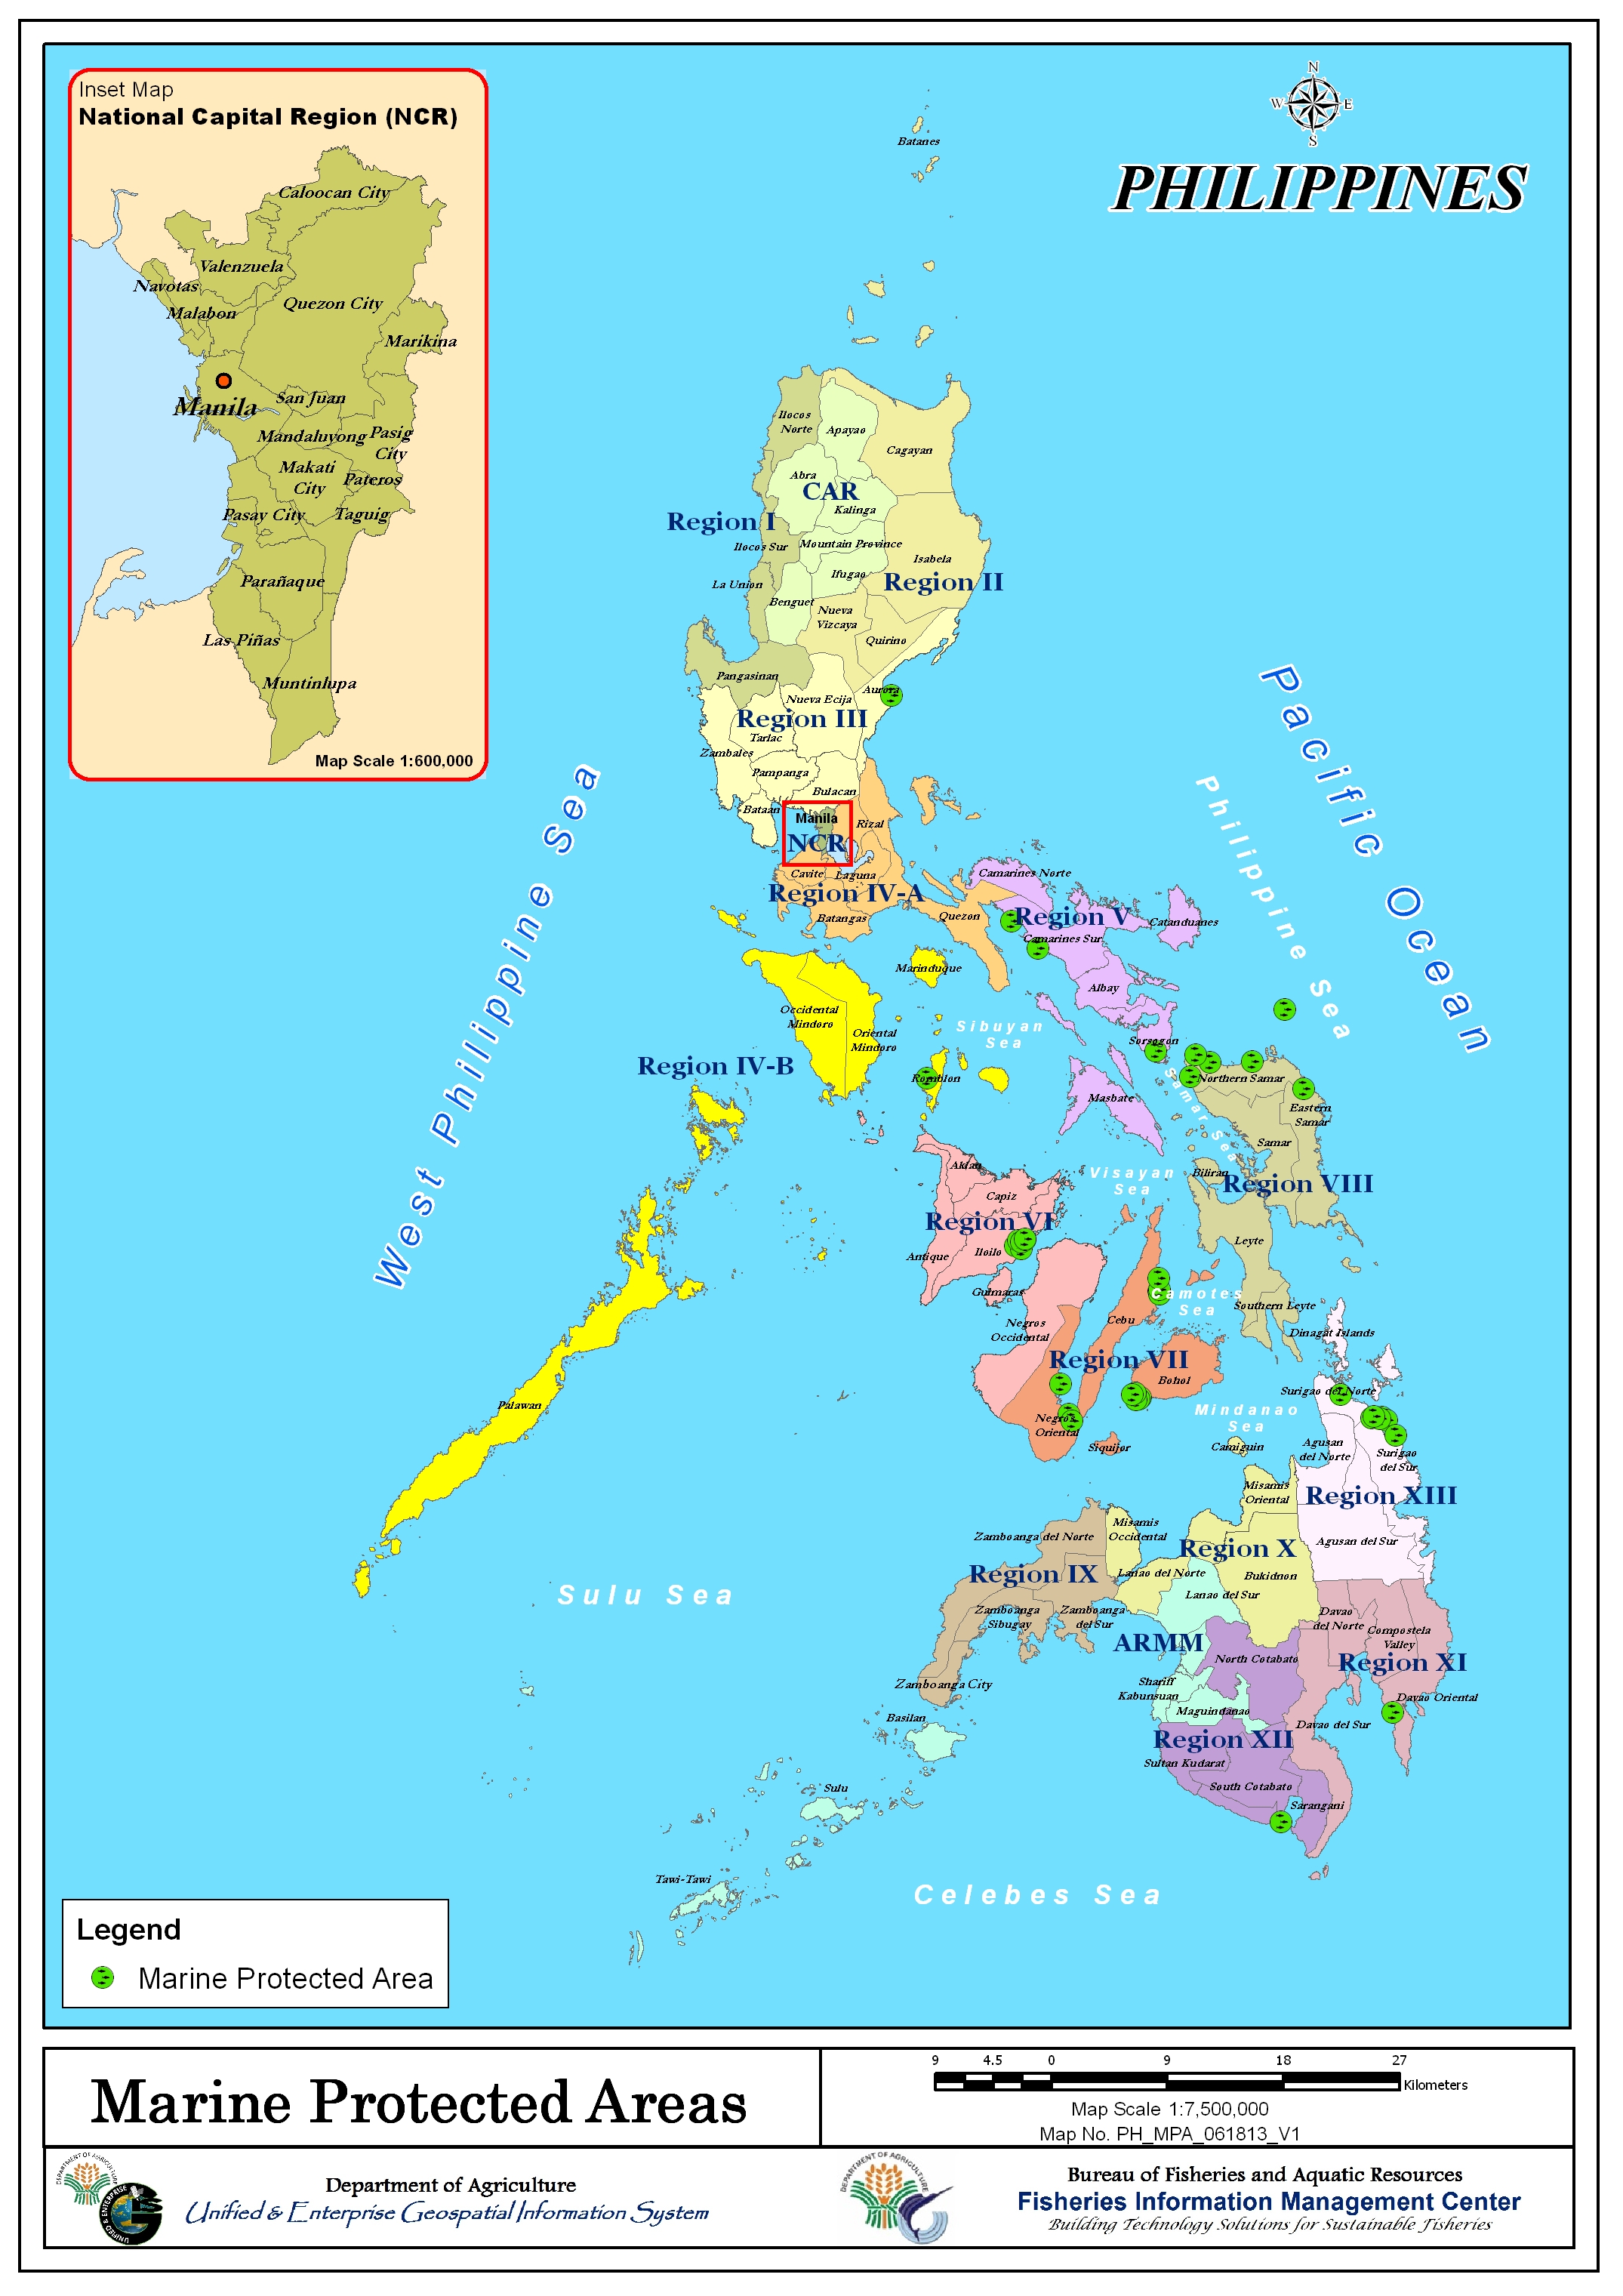 Inset Map
National Capital Region (NCR)
Caloocan City
Valenzuela
Navotas
Quezon City
Malabon
Marikina
San Juan
Manila
Mandaluyong
Pasig
City
Makati
City
Pateros
Pasay City
Taguig
Parañaque
Las Piñas
Muntinlupa
Map Scale 1:600,000
N
W
E
S
PHILIPPINES
Batanes
Ilocos
Norte
Apayao
Cagayan
Abra
CAR
Kalinga
Region I
Ilocos Sur
Mountain Province
Isabela
Ifugao
Region II
La Union
Benguet
Nueva
Vizcaya
Quirino
Pangasinan
Aurora
Nueva Ecija
Region III
Tarlac
Zambales
Pampanga
Bulacan
Bataan
Manila
Rizal
NCR
Cavite
Laguna
Region IV-A
Batangas
Quezon
Camarines Norte
Region V
Catanduanes
Camarines Sur
Albay
Sorsogon
Masbate
Pacific Ocean
Philippine Sea
West Philippine Sea
Marinduque
Occidental
Mindoro
Oriental
Mindoro
Sibuyan
Sea
Region IV-B
Romblon
Northern Samar
Samar Sea
Eastern
Samar
Samar
Biliran
Region VIII
Visayan
Sea
Aklan
Capiz
Region VI
Antique
Iloilo
Leyte
Guimaras
Camotes
Sea
Southern Leyte
Negros
Occidental
Cebu
Dinagat Islands
Region VII
Bohol
Surigao del Norte
Palawan
Mindanao
Sea
Negros
Oriental
Siquijor
Camiguin
Agusan
del Norte
Surigao
del Sur
Misamis
Oriental
Region XIII
Misamis
Occidental
Zamboanga del Norte
Agusan del Sur
Region X
Region IX
Lanao del Norte
Bukidnon
Lanao del Sur
Sulu Sea
Zamboanga
Sibugay
Zamboanga
del Sur
Davao
del Norte
Compostela
Valley
ARMM
North Cotabato
Region XI
Zamboanga City
Shariff
Kabunsuan
Davao Oriental
Maguindanao
Basilan
Davao del Sur
Region XII
Sultan Kudarat
South Cotabato
Sulu
Sarangani
Tawi-Tawi
Celebes Sea
Legend
Marine Protected Area
Marine Protected Areas
9 4.5 0 9 18 27
Kilometers
Map Scale 1:7,500,000
Map No. PH_MPA_061813_V1
DEPARTMENT OF AGRICULTURE
UNIFIED & ENTERPRISE
Department of Agriculture
Unified & Enterprise Geospatial Information System
DEPARTMENT OF AGRICULTURE
Bureau of Fisheries and Aquatic Resources
Fisheries Information Management Center
Building Technology Solutions for Sustainable Fisheries